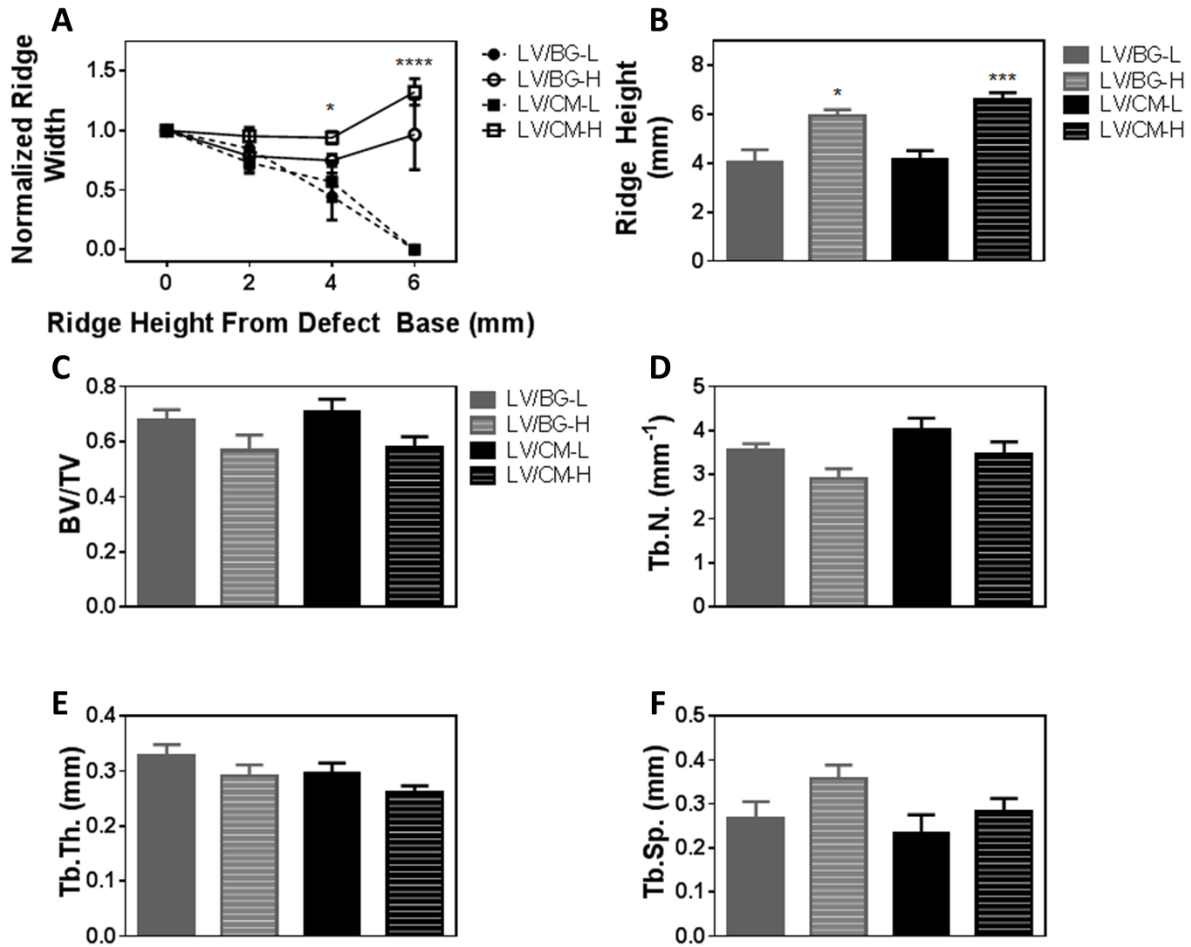 A
Normalized Ridge
Width
1.5
1.0
0.5
0.0
0 2 4 6
Ridge Height From Defect Base (mm)
*
****
LV/BG-L
LV/BG-H
LV/CM-L
LV/CM-H
B
Ridge Height
(mm)
8
6
4
2
0
*
***
LV/BG-L
LV/BG-H
LV/CM-L
LV/CM-H
C
BV/TV
0.8
0.6
0.4
0.2
0.0
LV/BG-L
LV/BG-H
LV/CM-L
LV/CM-H
D
Tb.N. (mm⁻¹)
5
4
3
2
1
0
E
Tb.Th. (mm)
0.4
0.3
0.2
0.1
0.0
F
Tb.Sp. (mm)
0.5
0.4
0.3
0.2
0.1
0.0